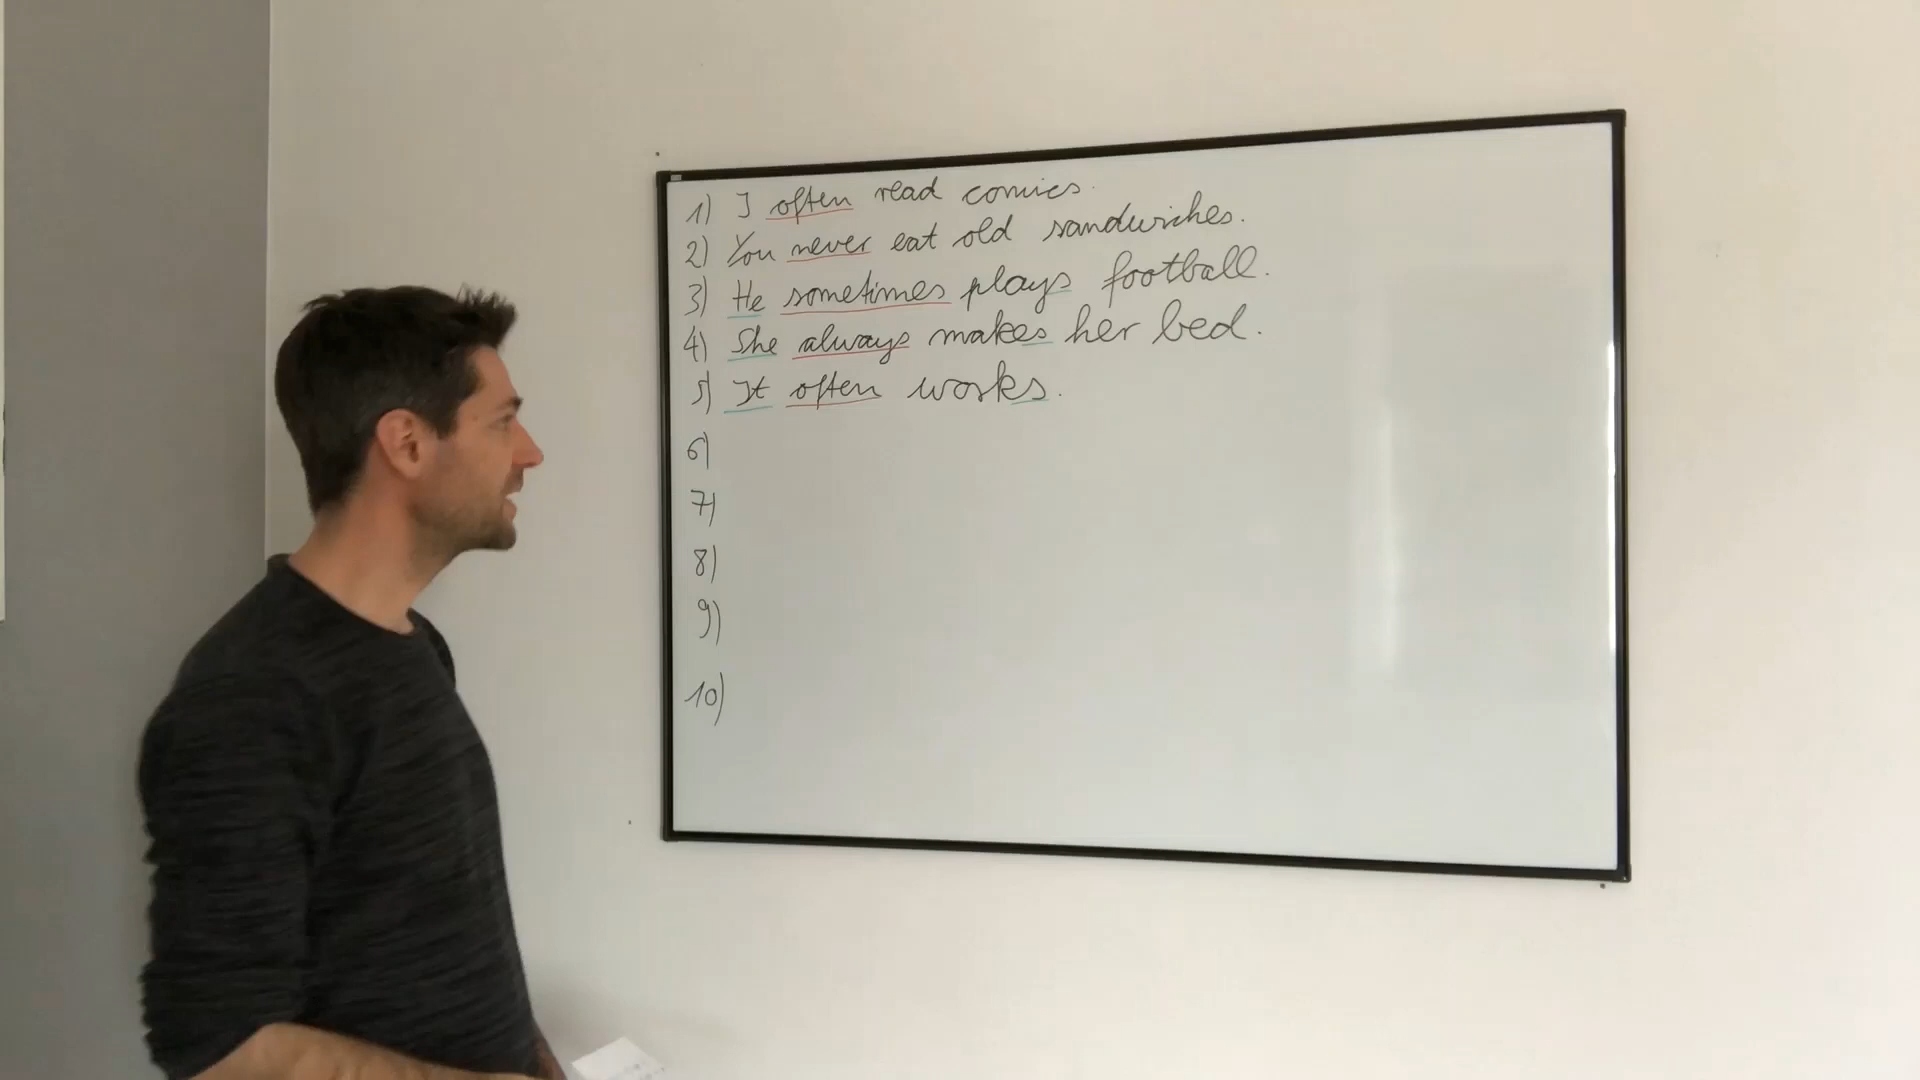 1) I often read comics.
2) You never eat old sandwiches.
3) He sometimes plays football.
4) She always makes her bed.
5) It often works.
6)
7)
8)
9)
10)